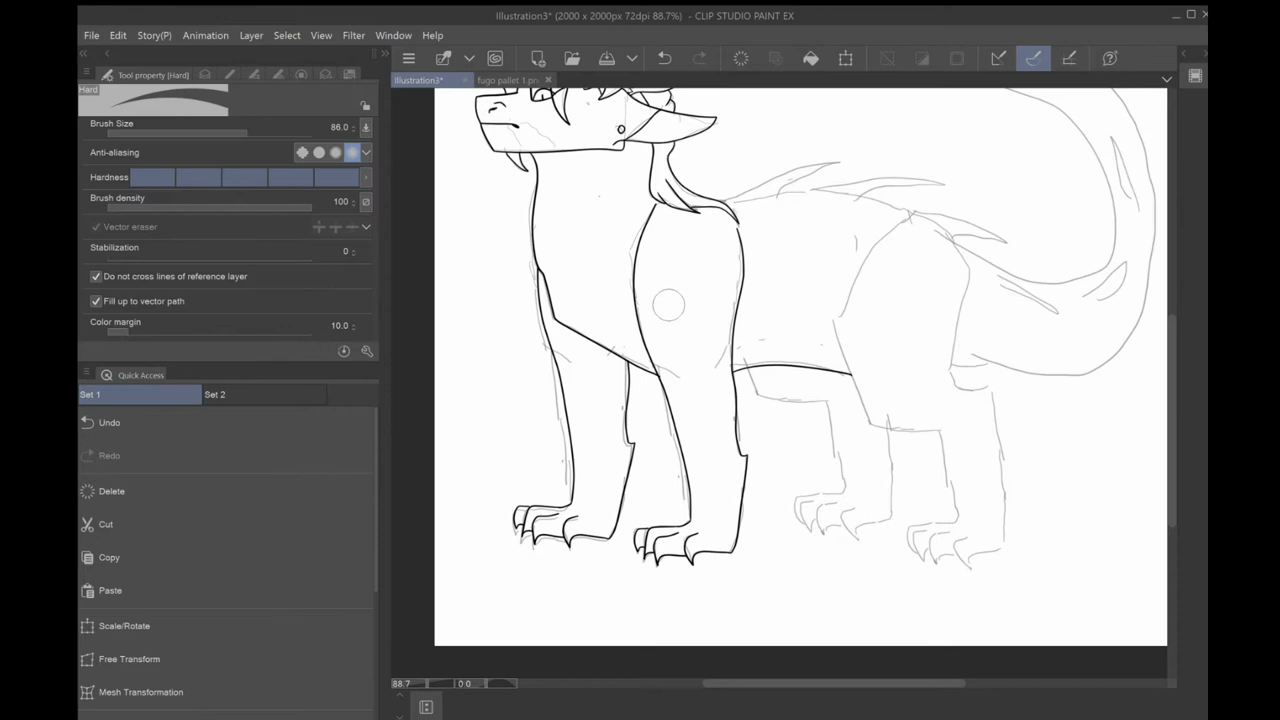 Illustration3* (2000 x 2000px 72dpi 88.7%) - CLIP STUDIO PAINT EX
File Edit Story(P) Animation Layer Select View Filter Window Help
Tool property [Hard]
Illustration3* fugo pallet 1.pn
Hard
Brush Size 86.0
Anti-aliasing
Hardness
Brush density 100
Vector eraser
Stabilization 0
Do not cross lines of reference layer
Fill up to vector path
Color margin 10.0
Quick Access
Set 1 Set 2
Undo
Redo
Delete
Cut
Copy
Paste
Scale/Rotate
Free Transform
Mesh Transformation
88.7 0.0